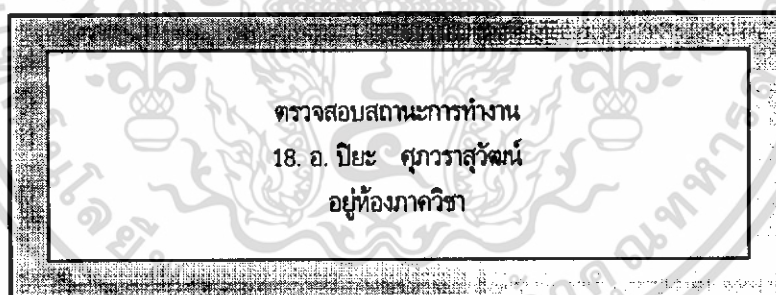 ตรวจสอบสถานะการทำงาน
18. อ. ปิยะ ศุภวราสุวัฒน์
อยู่ห้องภาควิชา